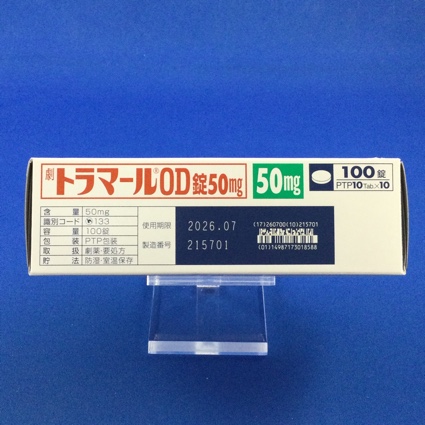 劇 トラマール®OD錠50mg 50mg 100錠
PTP10Tab.×10
含量 50mg
識別コード 133
容量 100錠
包装 PTP包装
取扱 劇薬・要処方
貯法 防湿・室温保存
使用期限 2026.07
製造番号 215701
(17)260700(10)215701
(01)14987173018588